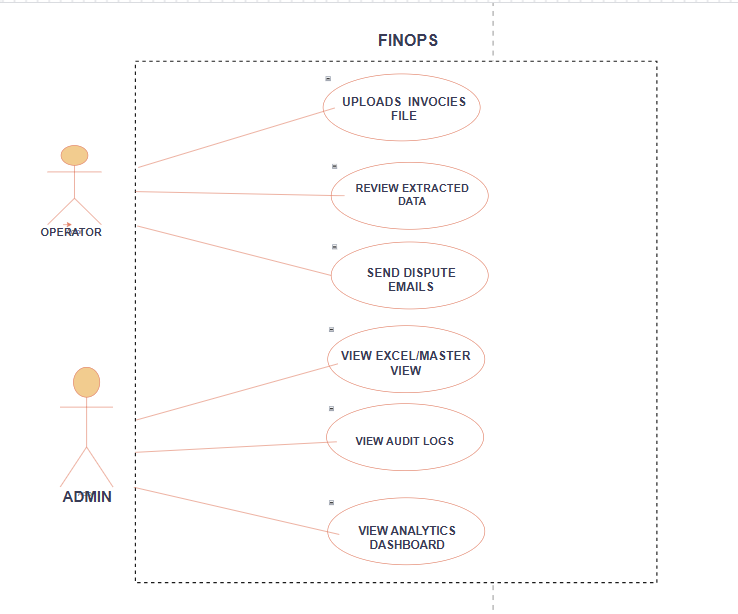 FINOPS
UPLOADS INVOCIES
FILE
REVIEW EXTRACTED
DATA
OPERATOR
SEND DISPUTE
EMAILS
VIEW EXCEL/MASTER
VIEW
VIEW AUDIT LOGS
ADMIN
VIEW ANALYTICS
DASHBOARD